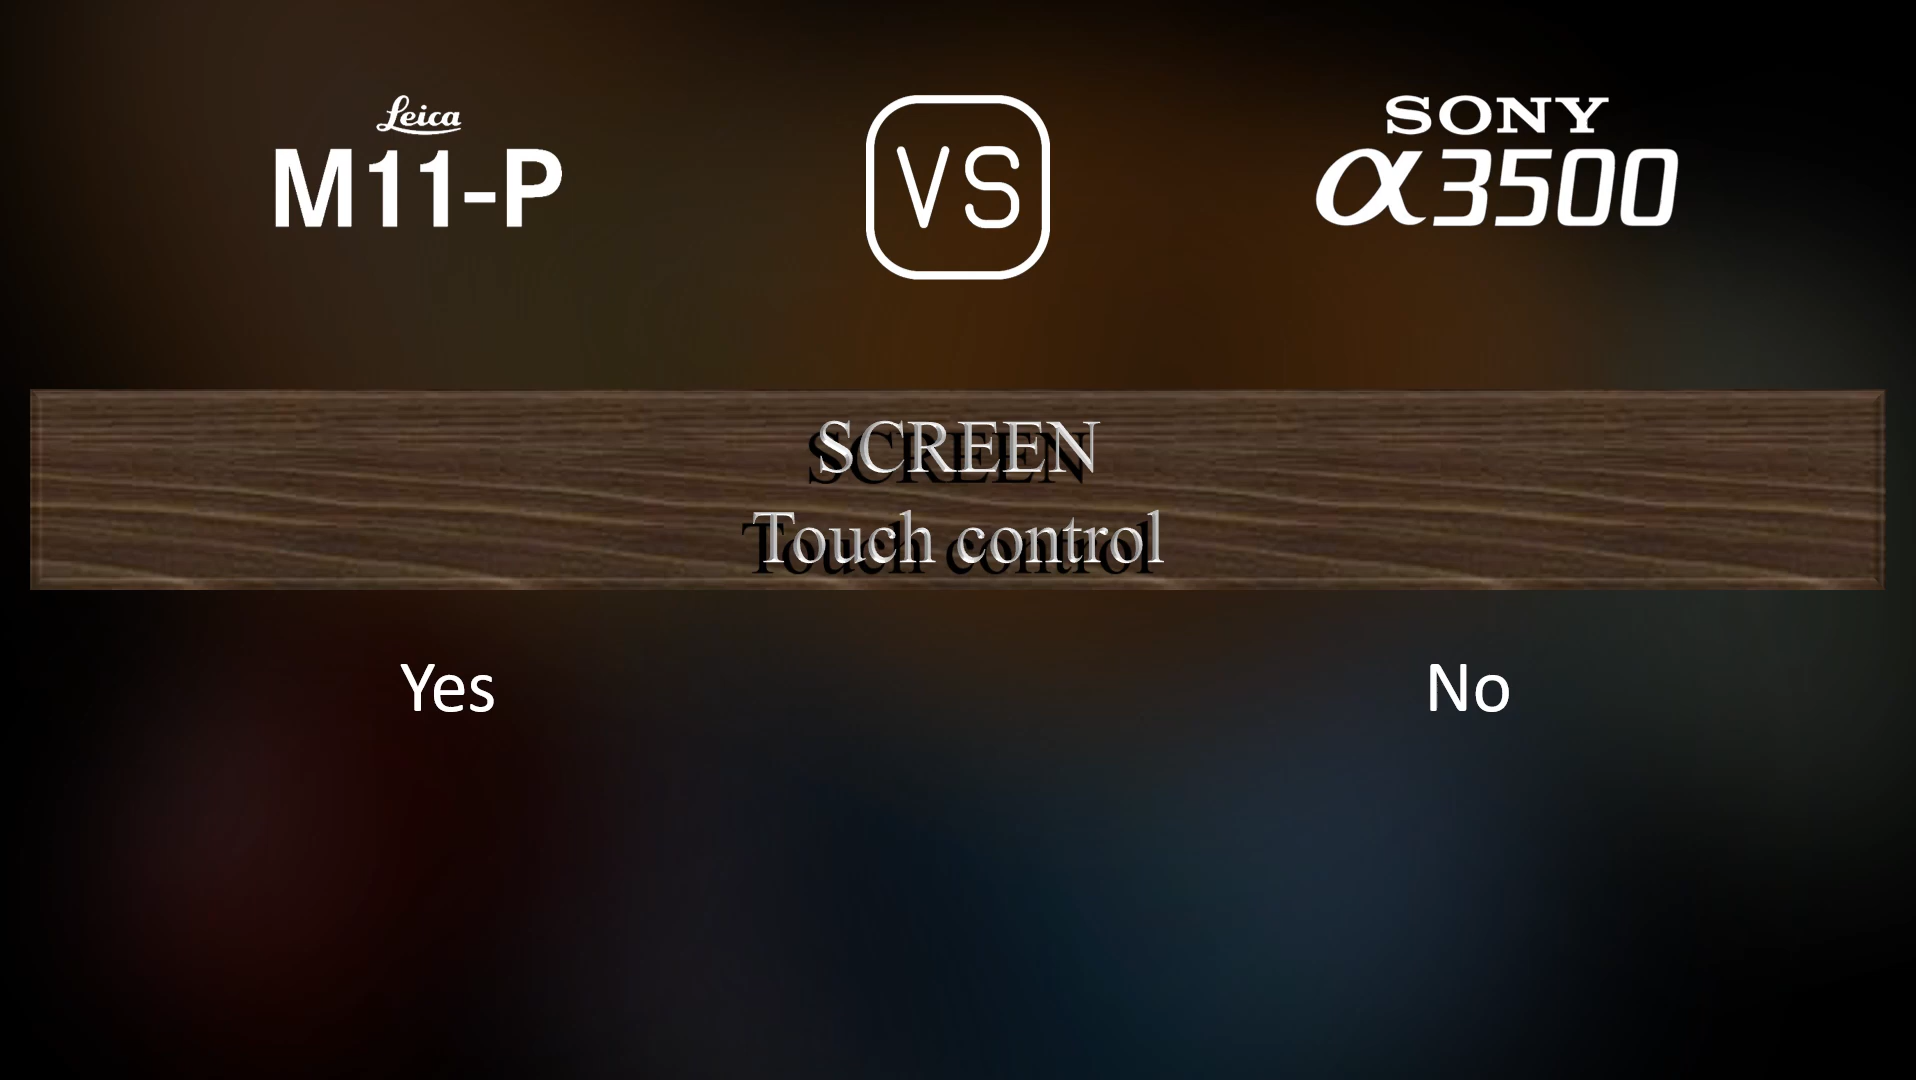 Leica
M11-P
VS
SONY
α3500
SCREEN
Touch control
Yes
No